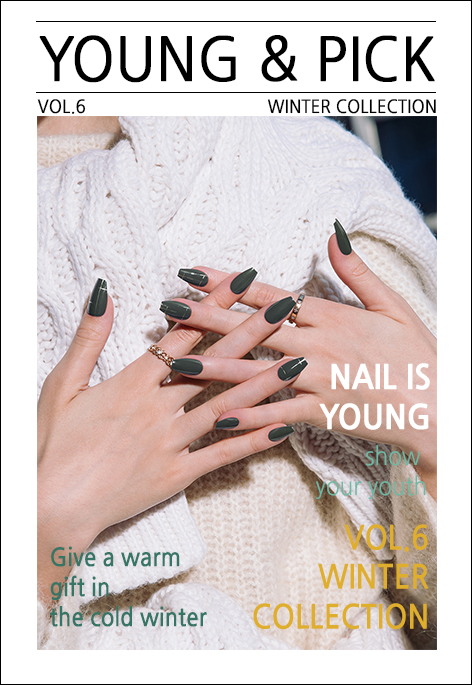 YOUNG & PICK
VOL.6 WINTER COLLECTION
NAIL IS
YOUNG
show
your youth
VOL.6
WINTER
COLLECTION
Give a warm
gift in
the cold winter